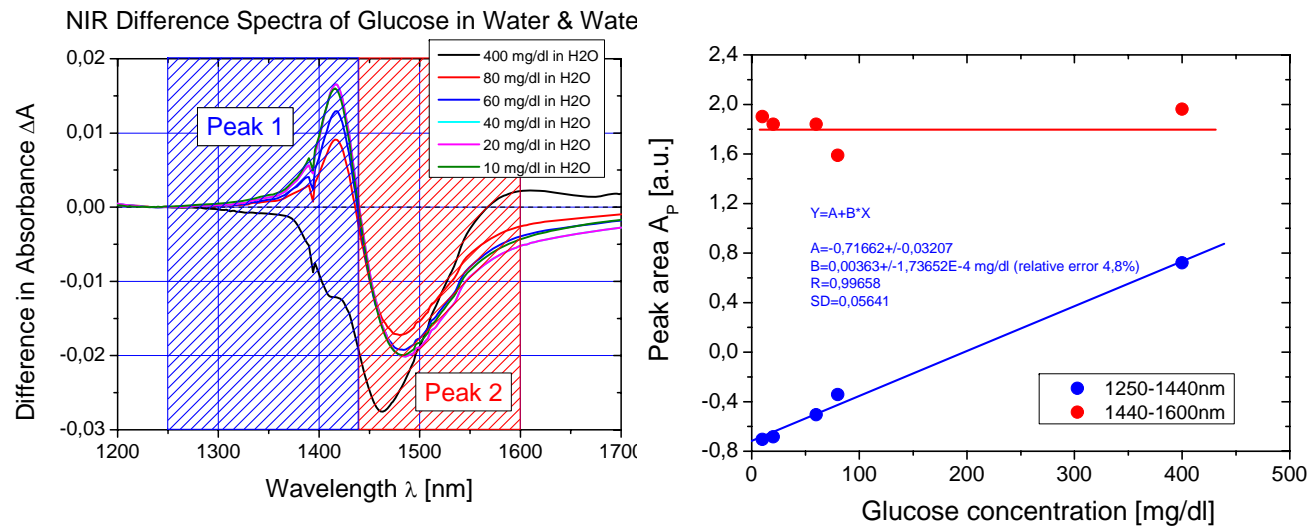 NIR Difference Spectra of Glucose in Water & Wate
Difference in Absorbance ΔA
0,02
0,01
0,00
-0,01
-0,02
-0,03
Peak 1
Peak 2
400 mg/dl in H2O
80 mg/dl in H2O
60 mg/dl in H2O
40 mg/dl in H2O
20 mg/dl in H2O
10 mg/dl in H2O
1200 1300 1400 1500 1600 1700
Wavelength λ [nm]
Peak area A_P [a.u.]
2,4
2,0
1,6
1,2
0,8
0,4
0,0
-0,4
-0,8
Y=A+B*X
A=-0,71662+/-0,03207
B=0,00363+/-1,73652E-4 mg/dl (relative error 4,8%)
R=0,99658
SD=0,05641
1250-1440nm
1440-1600nm
0 100 200 300 400 500
Glucose concentration [mg/dl]